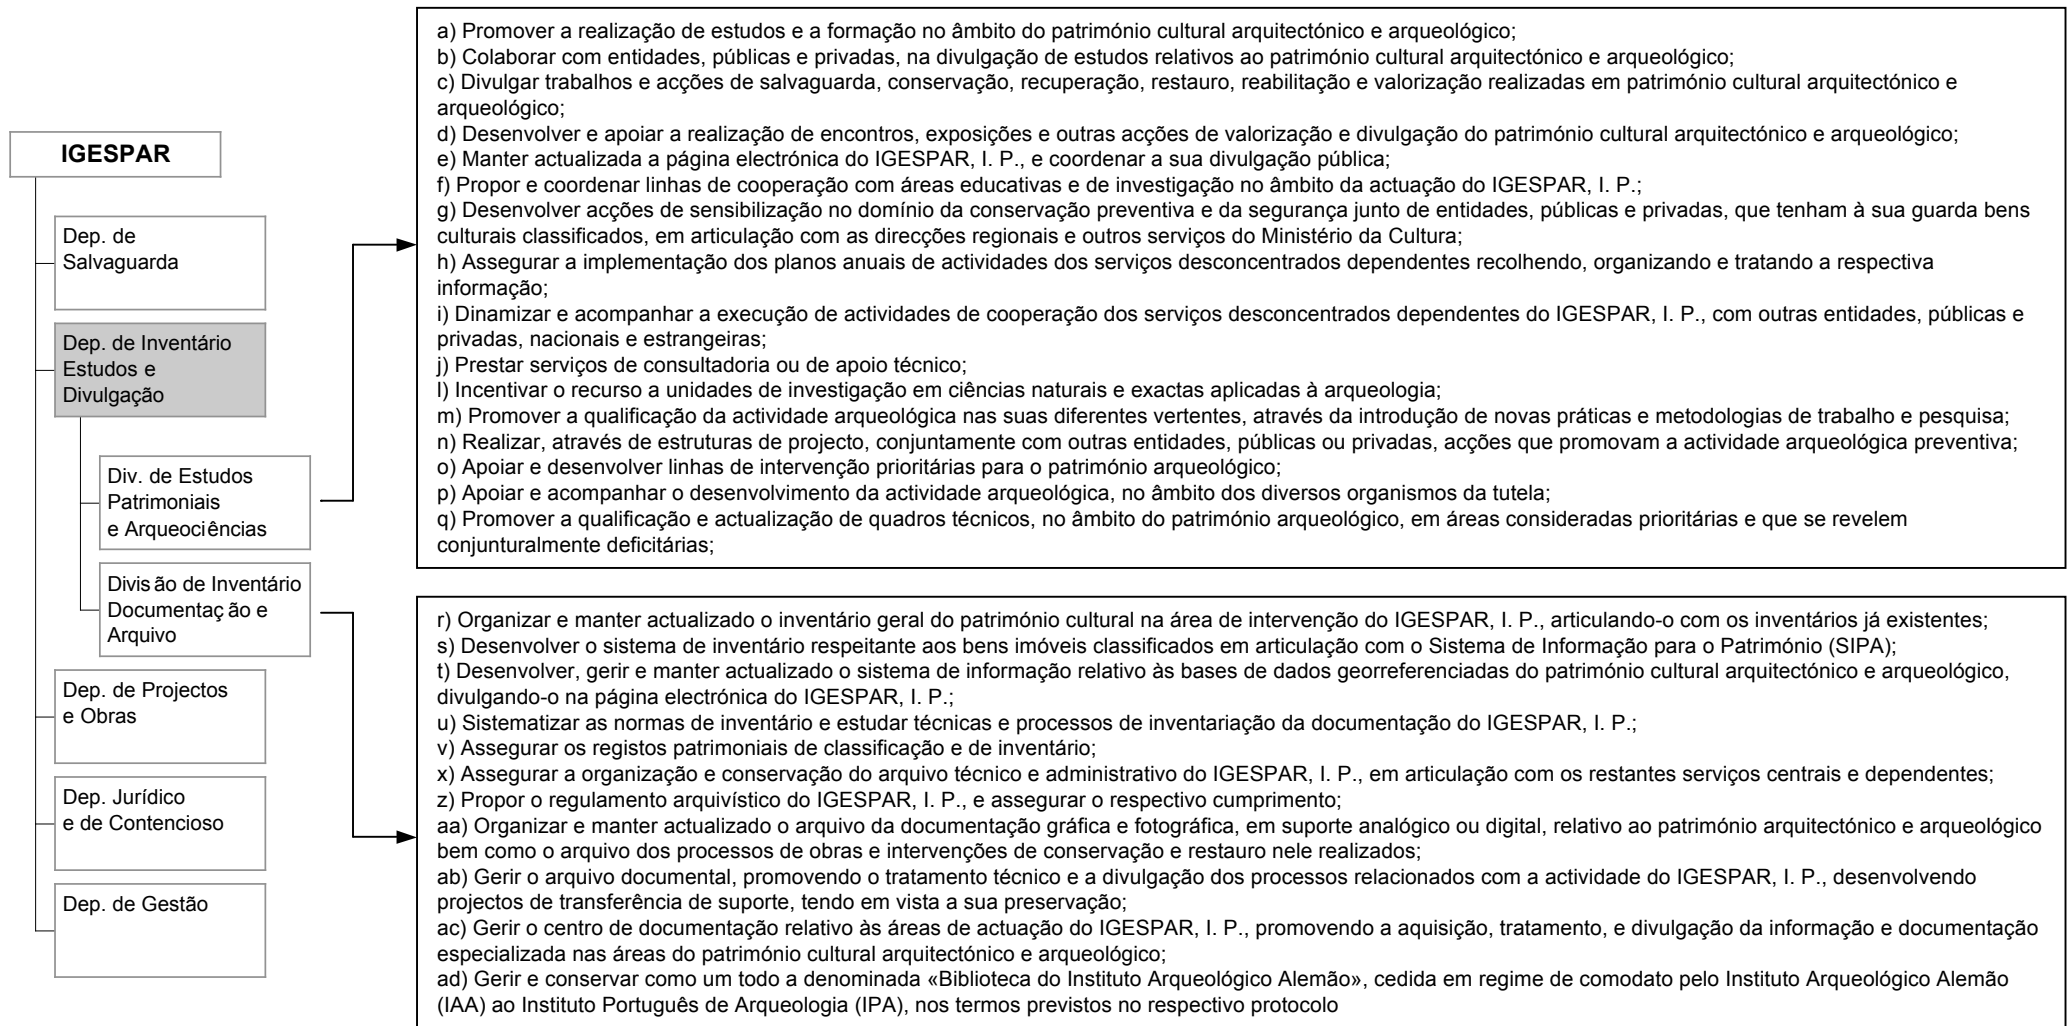 IGESPAR
Dep. de
Salvaguarda
Dep. de Inventário
Estudos e
Divulgação
Div. de Estudos
Patrimoniais
e Arqueociências
Divis ão de Inventário
Documentaç ão e
Arquivo
Dep. de Projectos
e Obras
Dep. Jurídico
e de Contencioso
Dep. de Gestão
a) Promover a realização de estudos e a formação no âmbito do património cultural arquitectónico e arqueológico;
b) Colaborar com entidades, públicas e privadas, na divulgação de estudos relativos ao património cultural arquitectónico e arqueológico;
c) Divulgar trabalhos e acções de salvaguarda, conservação, recuperação, restauro, reabilitação e valorização realizadas em património cultural arquitectónico e
arqueológico;
d) Desenvolver e apoiar a realização de encontros, exposições e outras acções de valorização e divulgação do património cultural arquitectónico e arqueológico;
e) Manter actualizada a página electrónica do IGESPAR, I. P., e coordenar a sua divulgação pública;
f) Propor e coordenar linhas de cooperação com áreas educativas e de investigação no âmbito da actuação do IGESPAR, I. P.;
g) Desenvolver acções de sensibilização no domínio da conservação preventiva e da segurança junto de entidades, públicas e privadas, que tenham à sua guarda bens
culturais classificados, em articulação com as direcções regionais e outros serviços do Ministério da Cultura;
h) Assegurar a implementação dos planos anuais de actividades dos serviços desconcentrados dependentes recolhendo, organizando e tratando a respectiva
informação;
i) Dinamizar e acompanhar a execução de actividades de cooperação dos serviços desconcentrados dependentes do IGESPAR, I. P., com outras entidades, públicas e
privadas, nacionais e estrangeiras;
j) Prestar serviços de consultadoria ou de apoio técnico;
l) Incentivar o recurso a unidades de investigação em ciências naturais e exactas aplicadas à arqueologia;
m) Promover a qualificação da actividade arqueológica nas suas diferentes vertentes, através da introdução de novas práticas e metodologias de trabalho e pesquisa;
n) Realizar, através de estruturas de projecto, conjuntamente com outras entidades, públicas ou privadas, acções que promovam a actividade arqueológica preventiva;
o) Apoiar e desenvolver linhas de intervenção prioritárias para o património arqueológico;
p) Apoiar e acompanhar o desenvolvimento da actividade arqueológica, no âmbito dos diversos organismos da tutela;
q) Promover a qualificação e actualização de quadros técnicos, no âmbito do património arqueológico, em áreas consideradas prioritárias e que se revelem
conjunturalmente deficitárias;
r) Organizar e manter actualizado o inventário geral do património cultural na área de intervenção do IGESPAR, I. P., articulando-o com os inventários já existentes;
s) Desenvolver o sistema de inventário respeitante aos bens imóveis classificados em articulação com o Sistema de Informação para o Património (SIPA);
t) Desenvolver, gerir e manter actualizado o sistema de informação relativo às bases de dados georreferenciadas do património cultural arquitectónico e arqueológico,
divulgando-o na página electrónica do IGESPAR, I. P.;
u) Sistematizar as normas de inventário e estudar técnicas e processos de inventariação da documentação do IGESPAR, I. P.;
v) Assegurar os registos patrimoniais de classificação e de inventário;
x) Assegurar a organização e conservação do arquivo técnico e administrativo do IGESPAR, I. P., em articulação com os restantes serviços centrais e dependentes;
z) Propor o regulamento arquivístico do IGESPAR, I. P., e assegurar o respectivo cumprimento;
aa) Organizar e manter actualizado o arquivo da documentação gráfica e fotográfica, em suporte analógico ou digital, relativo ao património arquitectónico e arqueológico
bem como o arquivo dos processos de obras e intervenções de conservação e restauro nele realizados;
ab) Gerir o arquivo documental, promovendo o tratamento técnico e a divulgação dos processos relacionados com a actividade do IGESPAR, I. P., desenvolvendo
projectos de transferência de suporte, tendo em vista a sua preservação;
ac) Gerir o centro de documentação relativo às áreas de actuação do IGESPAR, I. P., promovendo a aquisição, tratamento, e divulgação da informação e documentação
especializada nas áreas do património cultural arquitectónico e arqueológico;
ad) Gerir e conservar como um todo a denominada «Biblioteca do Instituto Arqueológico Alemão», cedida em regime de comodato pelo Instituto Arqueológico Alemão
(IAA) ao Instituto Português de Arqueologia (IPA), nos termos previstos no respectivo protocolo